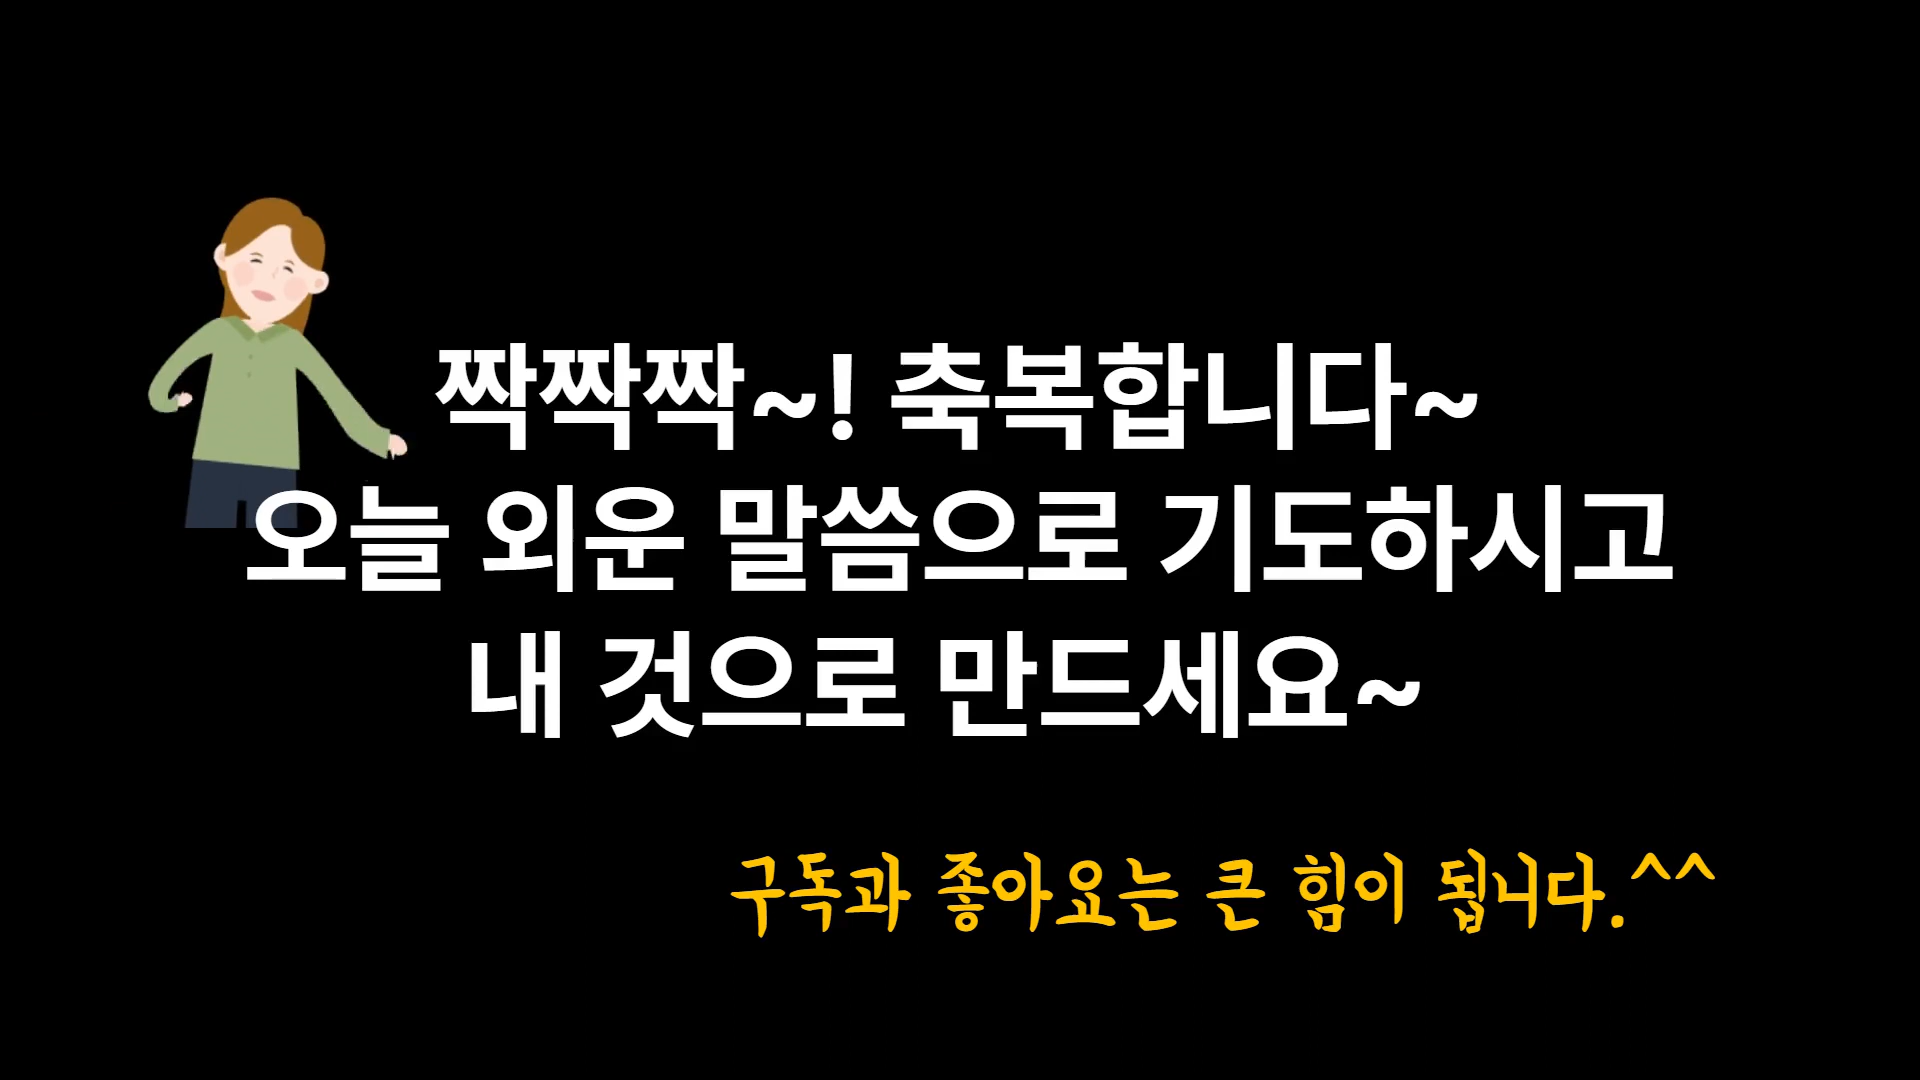 짝짝짝~! 축복합니다~
오늘 외운 말씀으로 기도하시고
내 것으로 만드세요~
구독과 좋아요는 큰 힘이 됩니다.^^